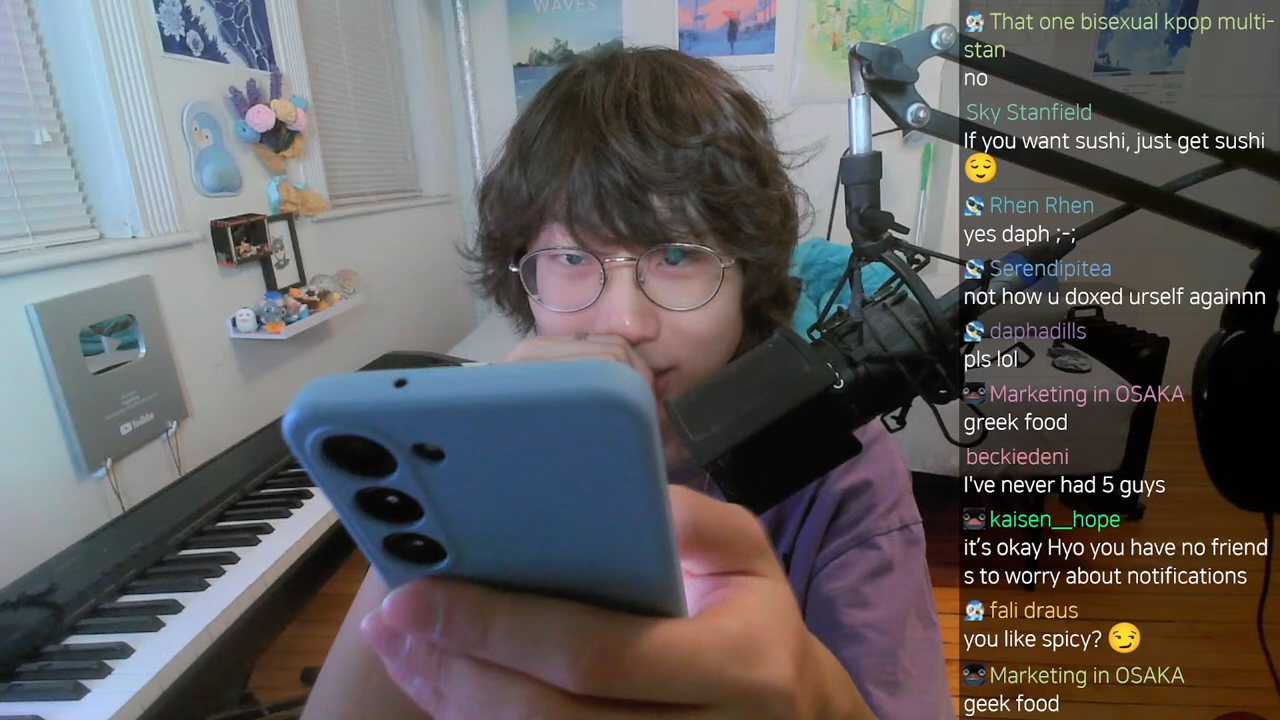 WAVES
YouTube
That one bisexual kpop multi-
stan
no
Sky Stanfield
If you want sushi, just get sushi
😌
Rhen Rhen
yes daph ;-;
Serendipitea
not how u doxed urself againnn
daphadills
pls lol
Marketing in OSAKA
greek food
beckiedeni
I've never had 5 guys
kaisen__hope
it's okay Hyo you have no friend
s to worry about notifications
fali draus
you like spicy? 😏
Marketing in OSAKA
geek food